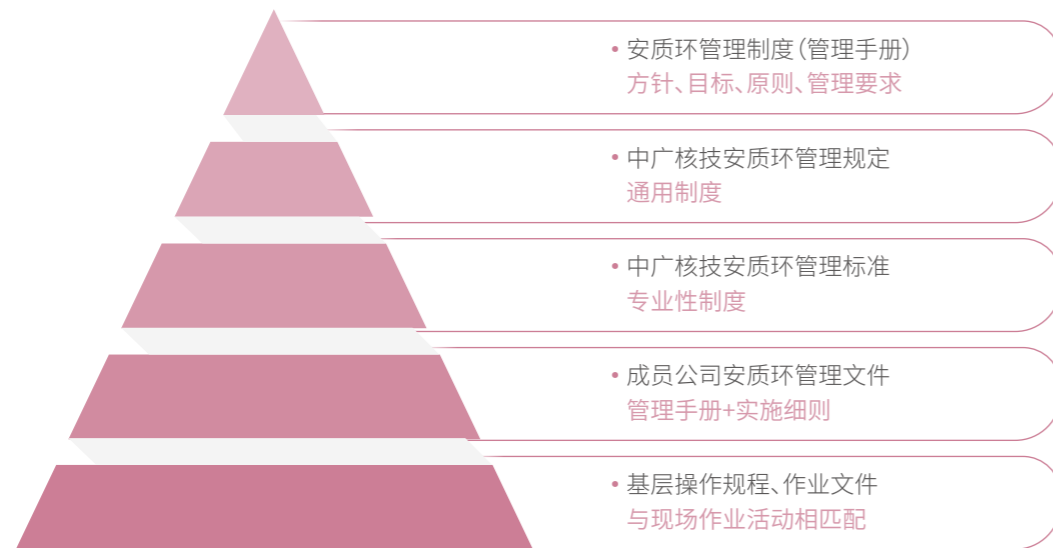 • 安质环管理制度(管理手册)
方针、目标、原则、管理要求
• 中广核技安质环管理规定
通用制度
• 中广核技安质环管理标准
专业性制度
• 成员公司安质环管理文件
管理手册+实施细则
• 基层操作规程、作业文件
与现场作业活动相匹配